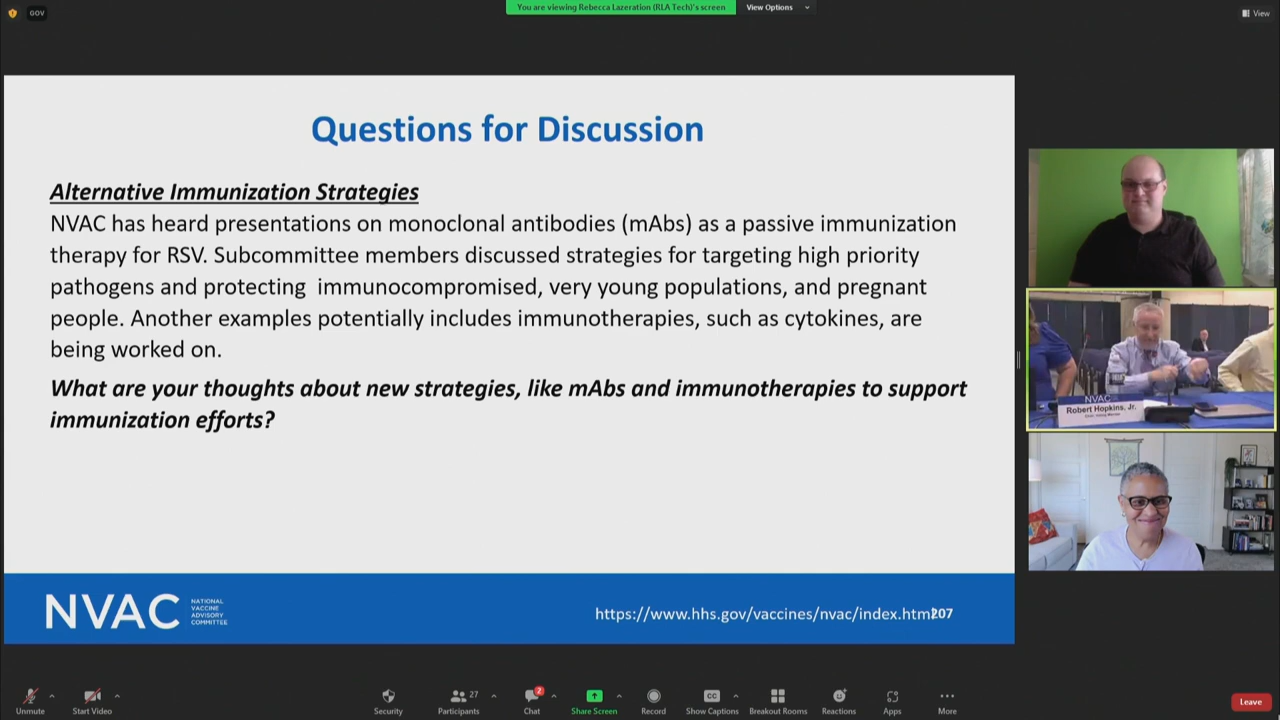 GOV
You are viewing Rebecca Lazeration (RLA Tech)'s screen
View Options
View
Questions for Discussion
Alternative Immunization Strategies
NVAC has heard presentations on monoclonal antibodies (mAbs) as a passive immunization
therapy for RSV. Subcommittee members discussed strategies for targeting high priority
pathogens and protecting immunocompromised, very young populations, and pregnant
people. Another examples potentially includes immunotherapies, such as cytokines, are
being worked on.
What are your thoughts about new strategies, like mAbs and immunotherapies to support
immunization efforts?
NVAC
Robert Hopkins, Jr.
NVAC
NATIONAL
VACCINE
ADVISORY
COMMITTEE
https://www.hhs.gov/vaccines/nvac/index.html
207
Unmute
Start Video
Security
Participants
27
Chat
2
Share Screen
Record
CC
Show Captions
Breakout Rooms
Reactions
Apps
More
Leave